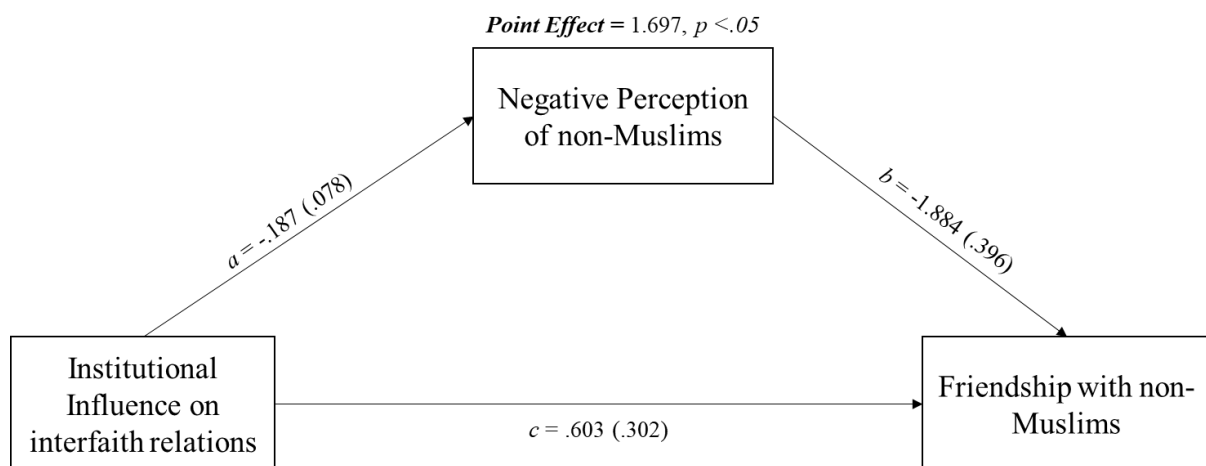 Point Effect = 1.697, p <.05
Negative Perception
of non-Muslims
a = -.187 (.078)
b = -1.884 (.396)
Institutional
Influence on
interfaith relations
c = .603 (.302)
Friendship with non-
Muslims